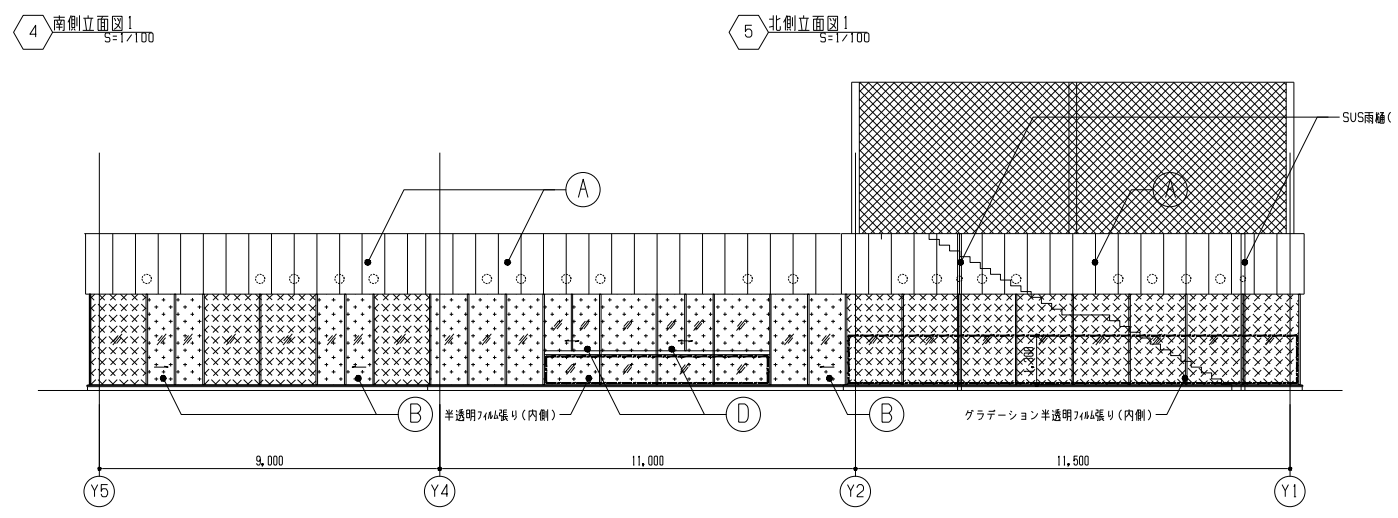 4 南側立面図1
S=1/100
5 北側立面図1
S=1/100
SUS雨樋(
A
A
B
半透明フィルム張り(内側)
D
B
グラデーション半透明フィルム張り(内側)
9,000
11,000
11,500
Y5
Y4
Y2
Y1